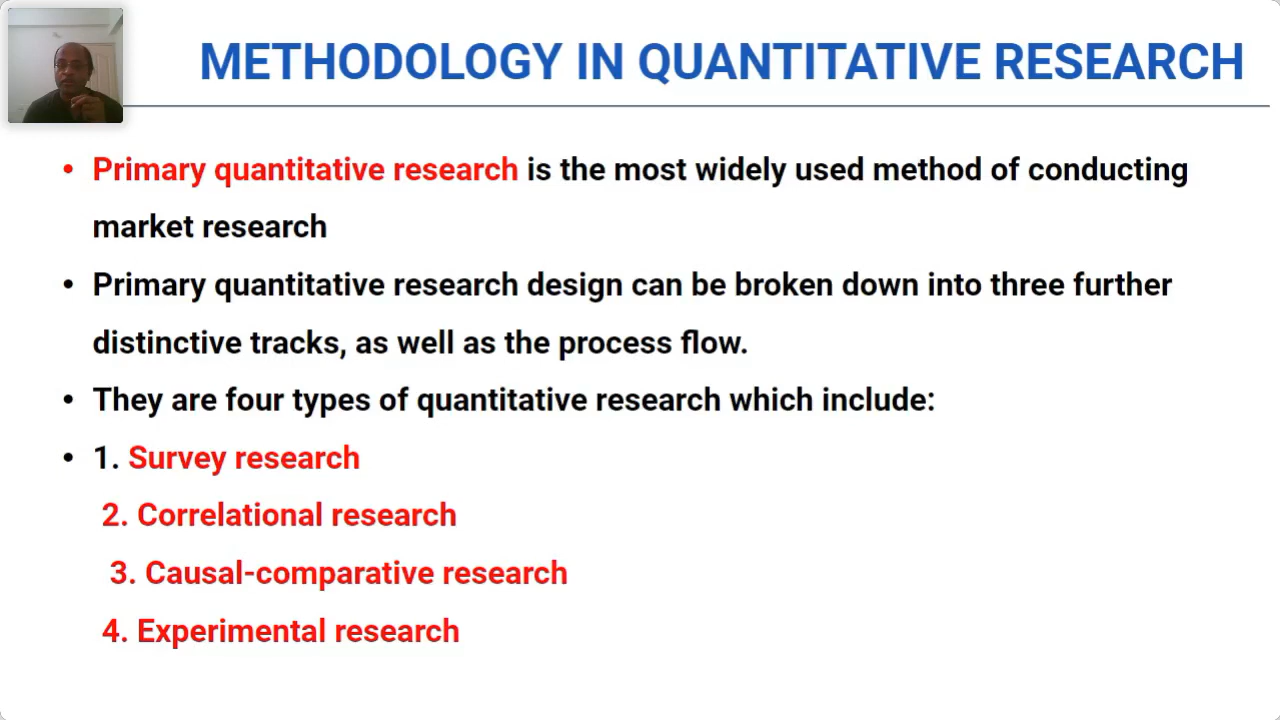 METHODOLOGY IN QUANTITATIVE RESEARCH
• Primary quantitative research is the most widely used method of conducting
market research
• Primary quantitative research design can be broken down into three further
distinctive tracks, as well as the process flow.
• They are four types of quantitative research which include:
• 1. Survey research
2. Correlational research
3. Causal-comparative research
4. Experimental research